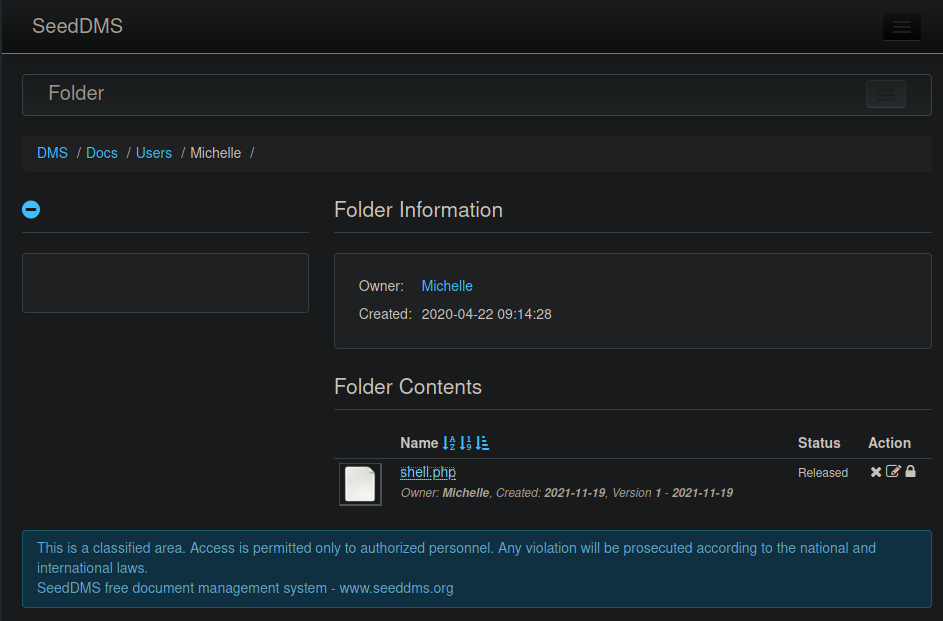 SeedDMS
Folder
DMS / Docs / Users / Michelle /
Folder Information
Owner: Michelle
Created: 2020-04-22 09:14:28
Folder Contents
Name Status Action
shell.php Released
Owner: Michelle, Created: 2021-11-19, Version 1 - 2021-11-19
This is a classified area. Access is permitted only to authorized personnel. Any violation will be prosecuted according to the national and
international laws.
SeedDMS free document management system - www.seeddms.org